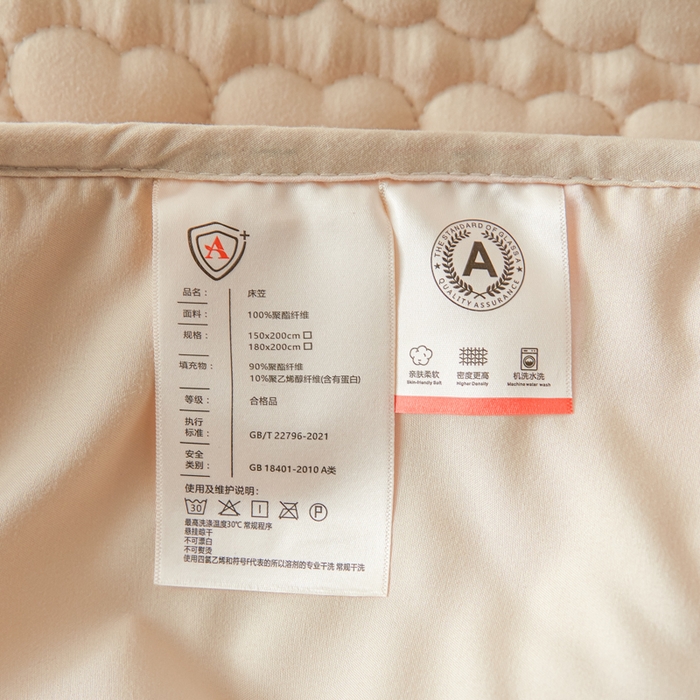 A+
品名： 床笠
面料： 100%聚酯纤维
规格： 150x200cm □
180x200cm □
填充物： 90%聚酯纤维
10%聚乙烯醇纤维(含有蛋白)
等级： 合格品
执行
标准： GB/T 22796-2021
安全
类别： GB 18401-2010 A类
使用及维护说明：
30 P
最高洗涤温度30℃ 常规程序
悬挂晾干
不可漂白
不可熨烫
使用四氯乙烯和符号F代表的所以溶剂的专业干洗 常规干洗
THE STANDARD OF CLASS A
A
QUALITY ASSURANCE
亲肤柔软 密度更高 机洗水洗
Skin-friendly Soft Higher Density Machine water wash